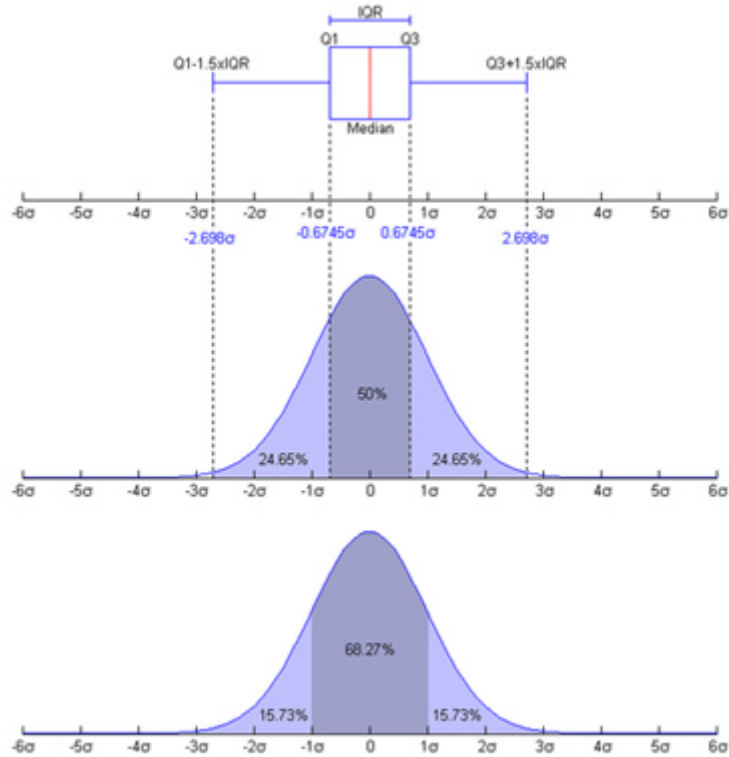 IQR
Q1 Q3
Q1-1.5xIQR Q3+1.5xIQR
Median
-6σ -5σ -4σ -3σ -2σ -1σ 0 1σ 2σ 3σ 4σ 5σ 6σ
-2.698σ -0.6745σ 0.6745σ 2.698σ
50%
24.65% 24.65%
-6σ -5σ -4σ -3σ -2σ -1σ 0 1σ 2σ 3σ 4σ 5σ 6σ
68.27%
15.73% 15.73%
-6σ -5σ -4σ -3σ -2σ -1σ 0 1σ 2σ 3σ 4σ 5σ 6σ